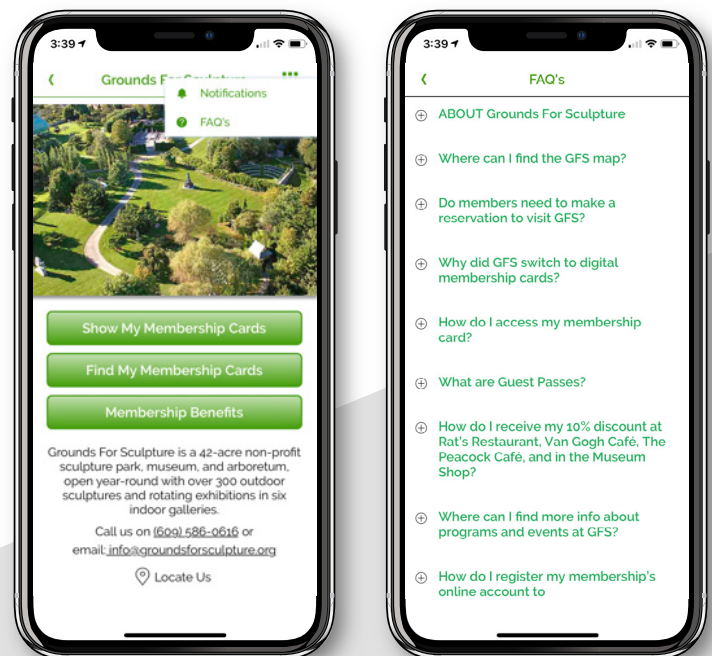 3:39
Grounds For Sculpture
Notifications
FAQ's
Show My Membership Cards
Find My Membership Cards
Membership Benefits
Grounds For Sculpture is a 42-acre non-profit
sculpture park, museum, and arboretum,
open year-round with over 300 outdoor
sculptures and rotating exhibitions in six
indoor galleries.
Call us on (609) 586-0616 or
email: info@groundsforsculpture.org
Locate Us
3:39
FAQ's
ABOUT Grounds For Sculpture
Where can I find the GFS map?
Do members need to make a
reservation to visit GFS?
Why did GFS switch to digital
membership cards?
How do I access my membership
card?
What are Guest Passes?
How do I receive my 10% discount at
Rat's Restaurant, Van Gogh Café, The
Peacock Café, and in the Museum
Shop?
Where can I find more info about
programs and events at GFS?
How do I register my membership's
online account to